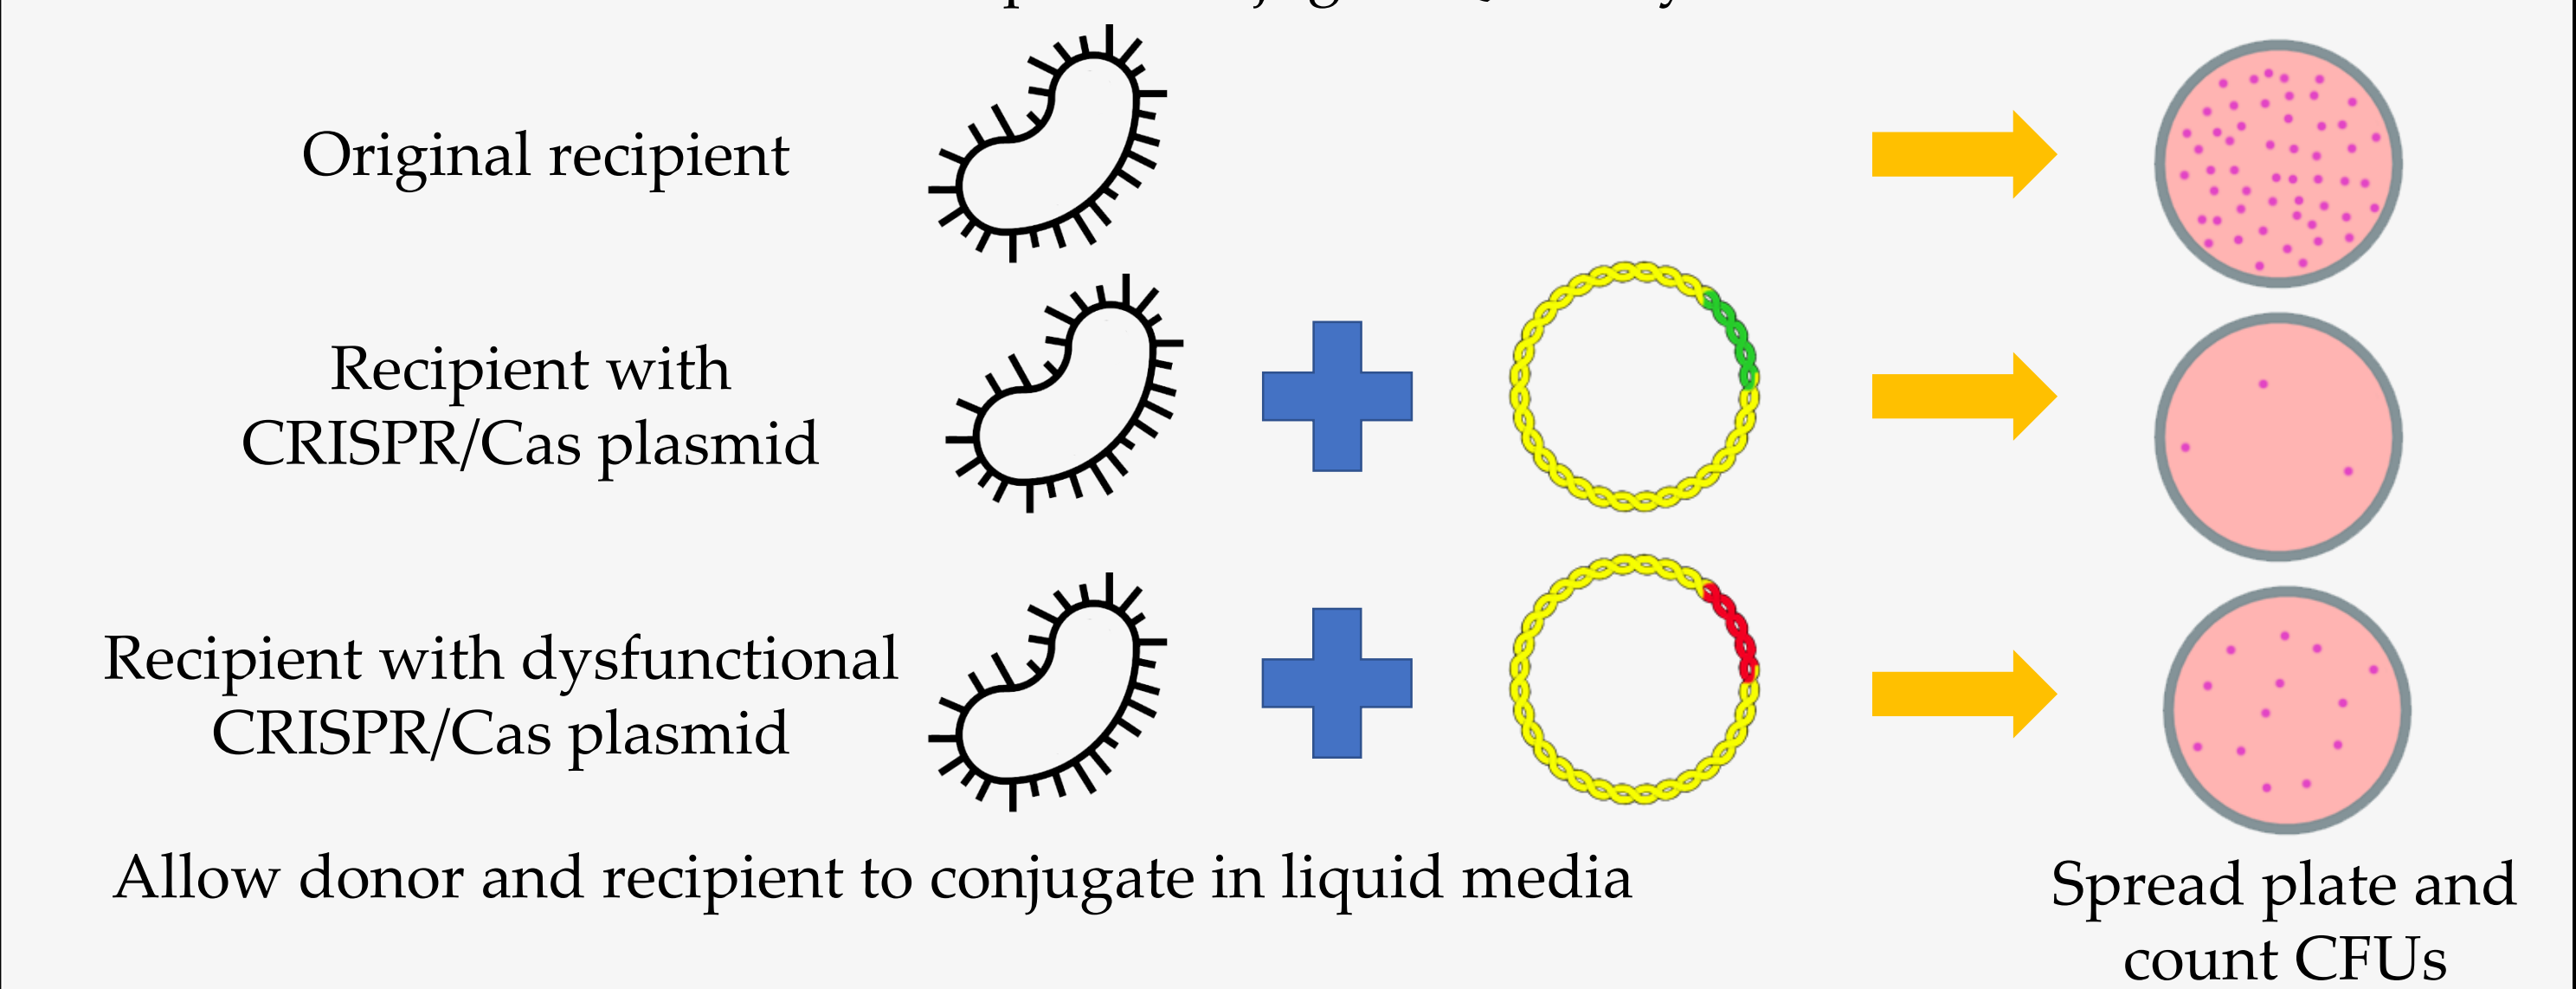 Original recipient
Recipient with
CRISPR/Cas plasmid
Recipient with dysfunctional
CRISPR/Cas plasmid
Allow donor and recipient to conjugate in liquid media
Spread plate and
count CFUs